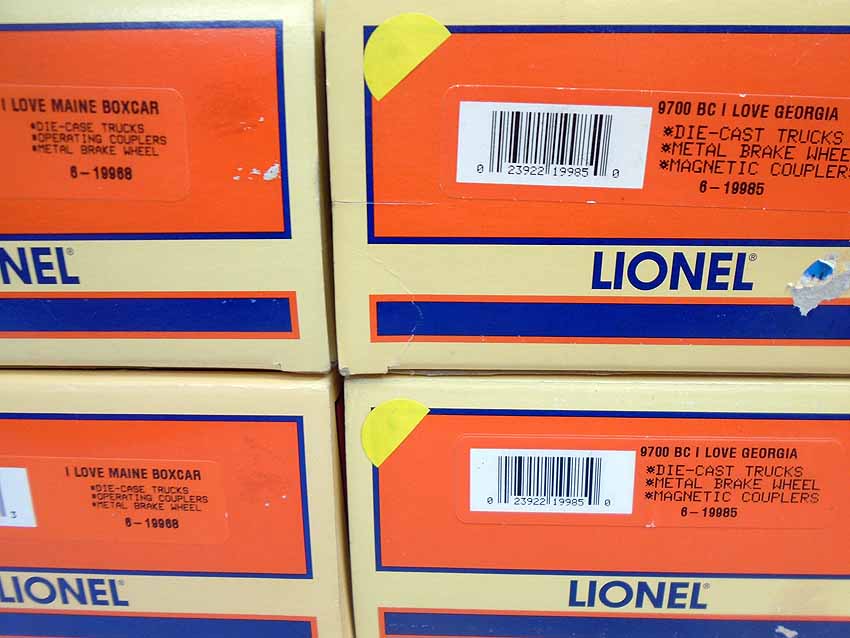 I LOVE MAINE BOXCAR
*DIE-CASE TRUCKS
*OPERATING COUPLERS
*METAL BRAKE WHEEL
6-19968
NEL®
9700 BC I LOVE GEORGIA
*DIE-CAST TRUCKS
*METAL BRAKE WHEE
*MAGNETIC COUPLERS
6-19985
0 23922 19985 0
LIONEL®
I LOVE MAINE BOXCAR
*DIE-CASE TRUCKS
*OPERATING COUPLERS
*METAL BRAKE WHEEL
6-19968
3
LIONEL®
9700 BC I LOVE GEORGIA
*DIE-CAST TRUCKS
*METAL BRAKE WHEEL
*MAGNETIC COUPLERS
6-19985
0 23922 19985 0
LIONEL®